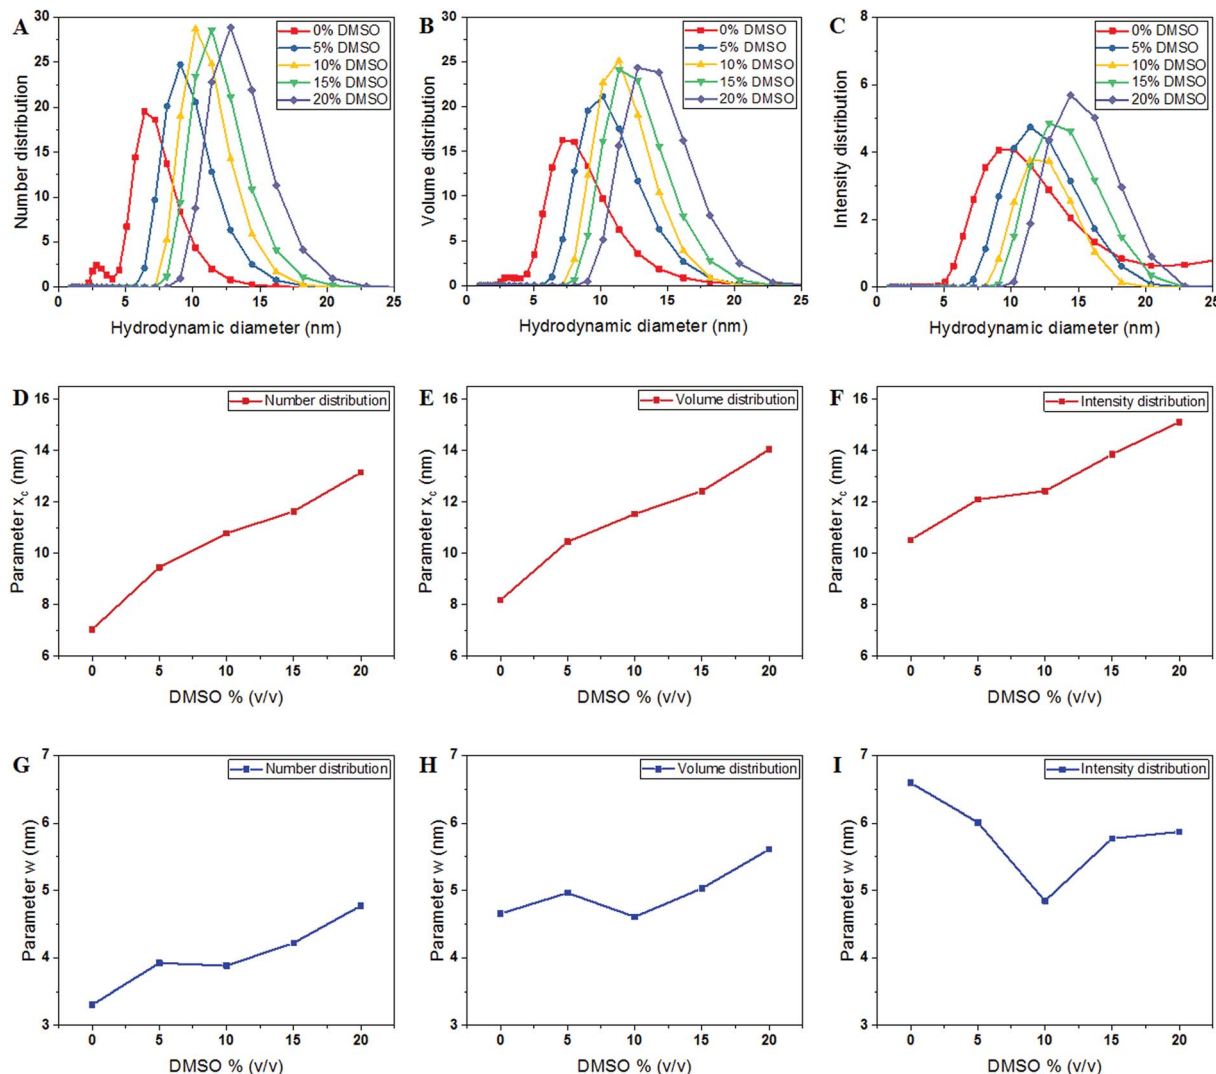 A
Number distribution
30
25
20
15
10
5
0
0% DMSO
5% DMSO
10% DMSO
15% DMSO
20% DMSO
0 5 10 15 20 25
Hydrodynamic diameter (nm)
B
Volume distribution
30
25
20
15
10
5
0
0% DMSO
5% DMSO
10% DMSO
15% DMSO
20% DMSO
0 5 10 15 20 25
Hydrodynamic diameter (nm)
C
Intensity distribution
8
6
4
2
0
0% DMSO
5% DMSO
10% DMSO
15% DMSO
20% DMSO
0 5 10 15 20 25
Hydrodynamic diameter (nm)
D
Parameter xc (nm)
16
14
12
10
8
6
Number distribution
0 5 10 15 20
DMSO % (v/v)
E
Parameter xc (nm)
16
14
12
10
8
6
Volume distribution
0 5 10 15 20
DMSO % (v/v)
F
Parameter xc (nm)
16
14
12
10
8
6
Intensity distribution
0 5 10 15 20
DMSO % (v/v)
G
Parameter w (nm)
7
6
5
4
3
Number distribution
0 5 10 15 20
DMSO % (v/v)
H
Parameter w (nm)
7
6
5
4
3
Volume distribution
0 5 10 15 20
DMSO % (v/v)
I
Parameter w (nm)
7
6
5
4
3
Intensity distribution
0 5 10 15 20
DMSO % (v/v)